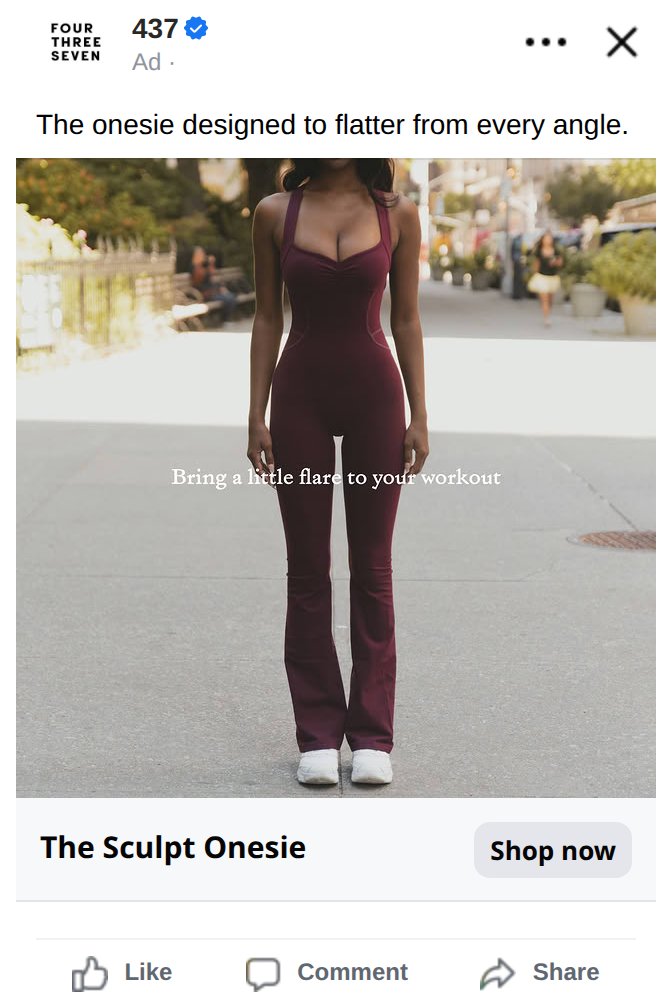 FOUR
THREE
SEVEN
437
Ad ·
The onesie designed to flatter from every angle.
Bring a little flare to your workout
The Sculpt Onesie
Shop now
Like
Comment
Share